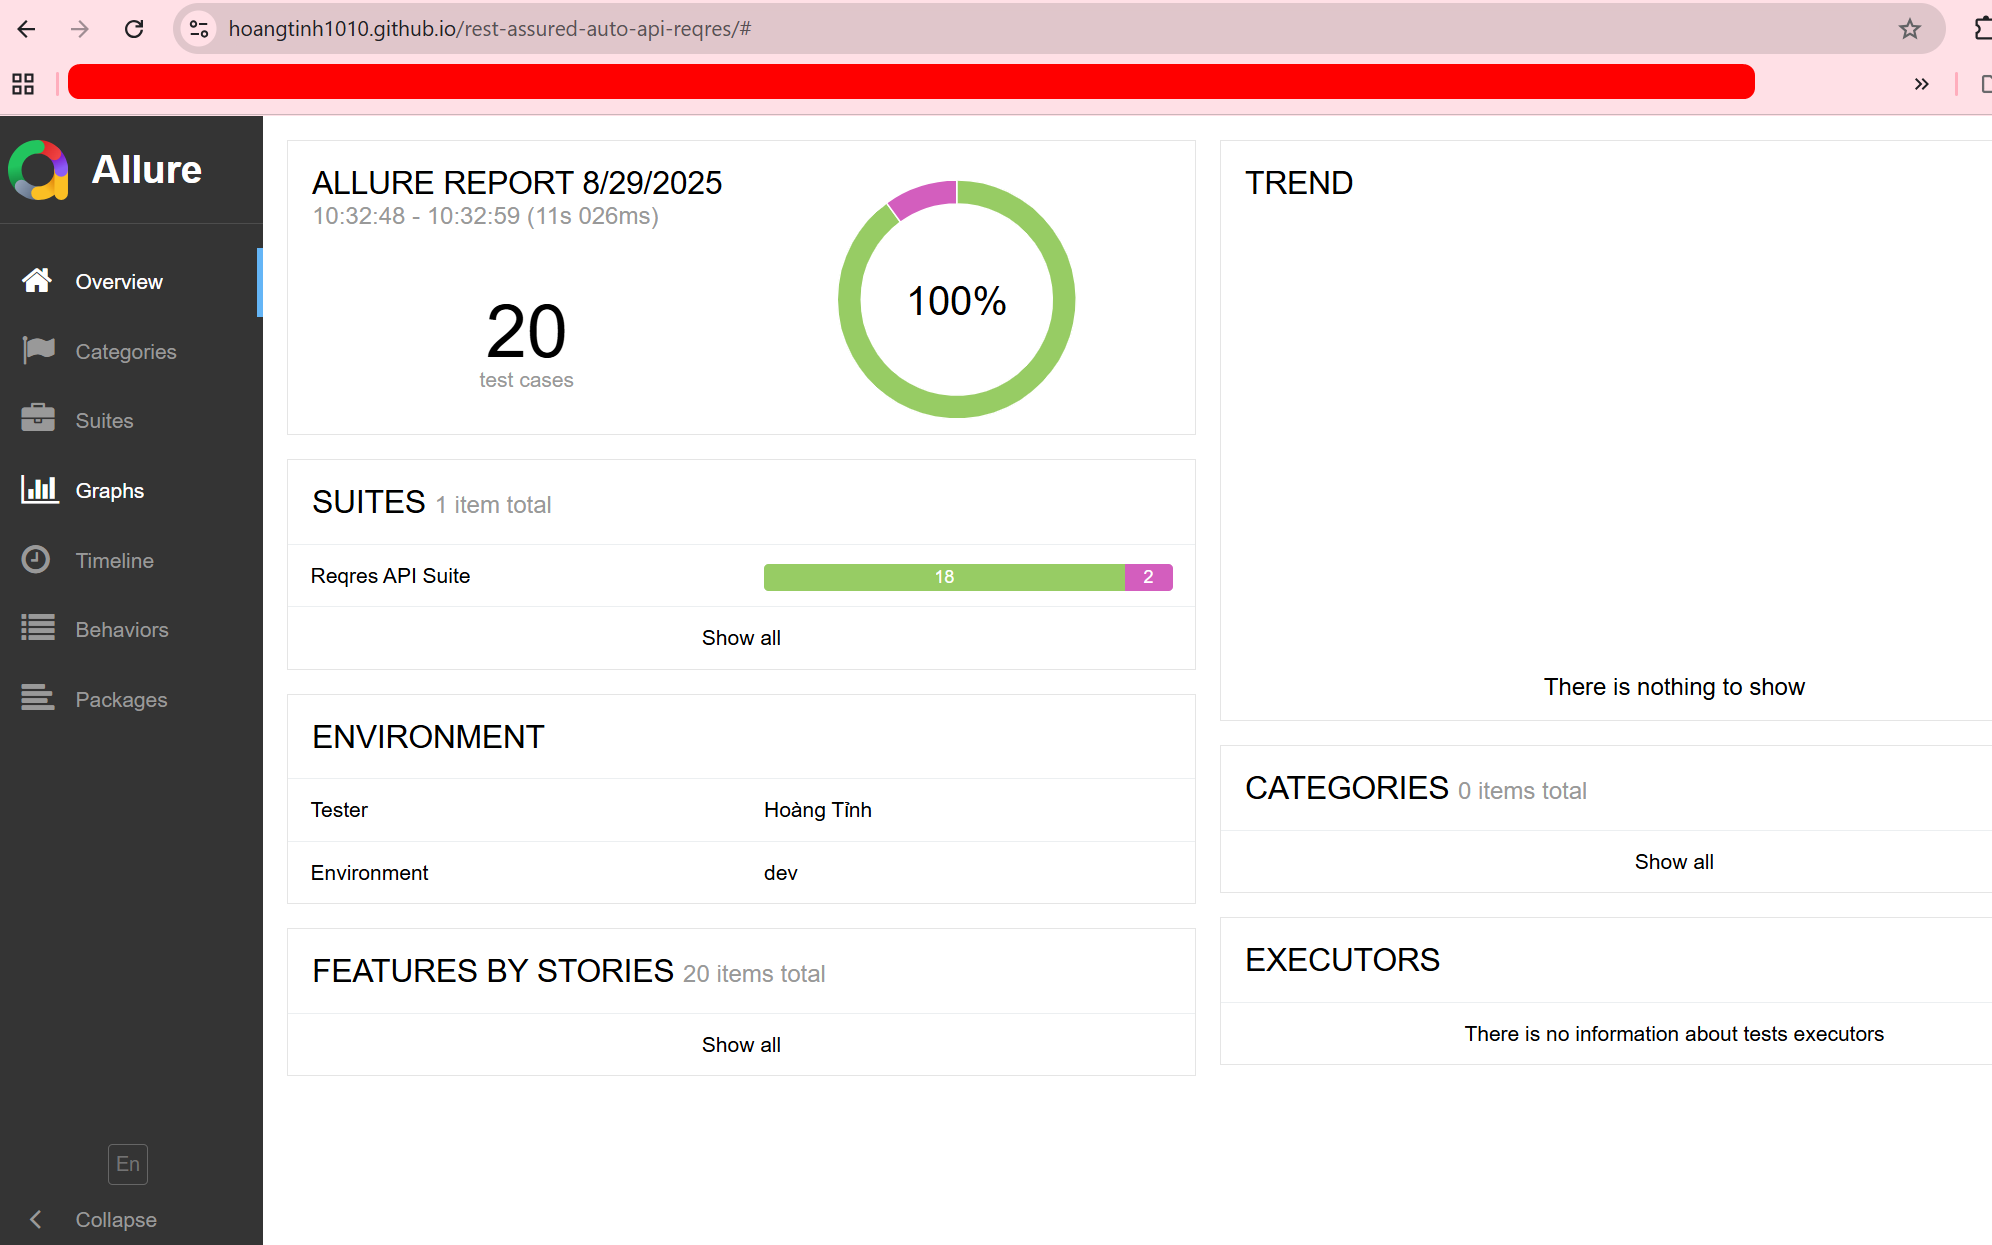 hoangtinh1010.github.io/rest-assured-auto-api-reqres/#
Allure
Overview
Categories
Suites
Graphs
Timeline
Behaviors
Packages
En
Collapse
ALLURE REPORT 8/29/2025
10:32:48 - 10:32:59 (11s 026ms)
20
test cases
100%
SUITES 1 item total
Reqres API Suite 18 2
Show all
ENVIRONMENT
Tester Hoàng Tỉnh
Environment dev
FEATURES BY STORIES 20 items total
Show all
TREND
There is nothing to show
CATEGORIES 0 items total
Show all
EXECUTORS
There is no information about tests executors